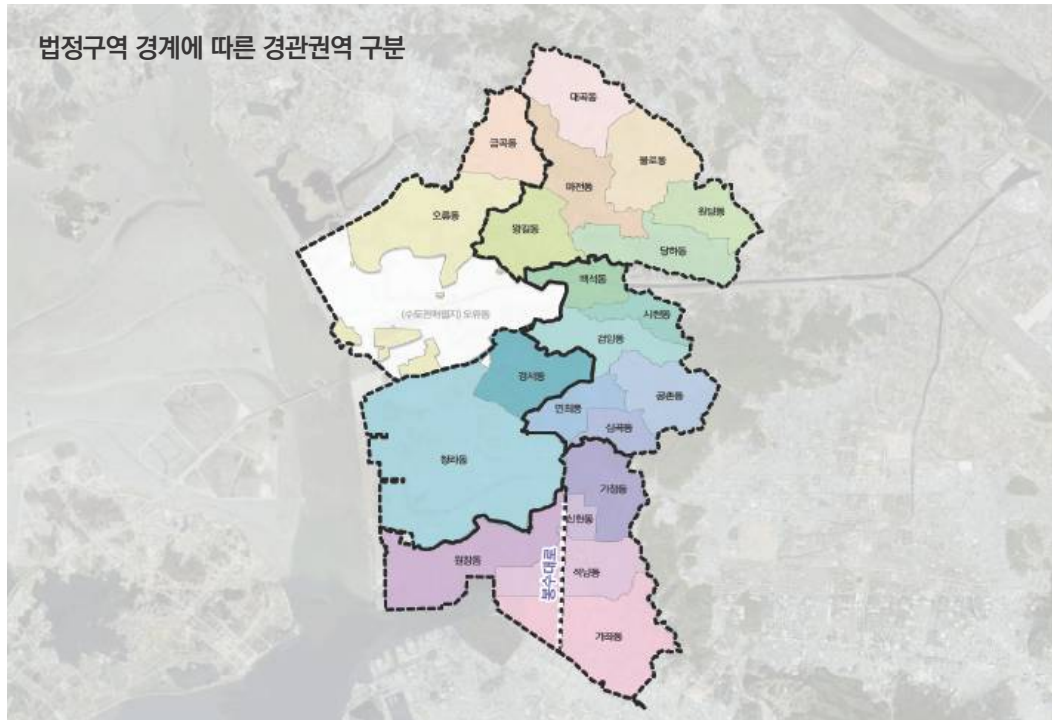 법정구역 경계에 따른 경관권역 구분
대곡동
금곡동
불로동
마전동
오류동
원당동
왕길동
당하동
백석동
(수도권매립지) 오류동
시천동
검암동
경서동
공촌동
연희동
심곡동
청라동
가정동
신현동
원창동
석남동
봉수대로
가좌동